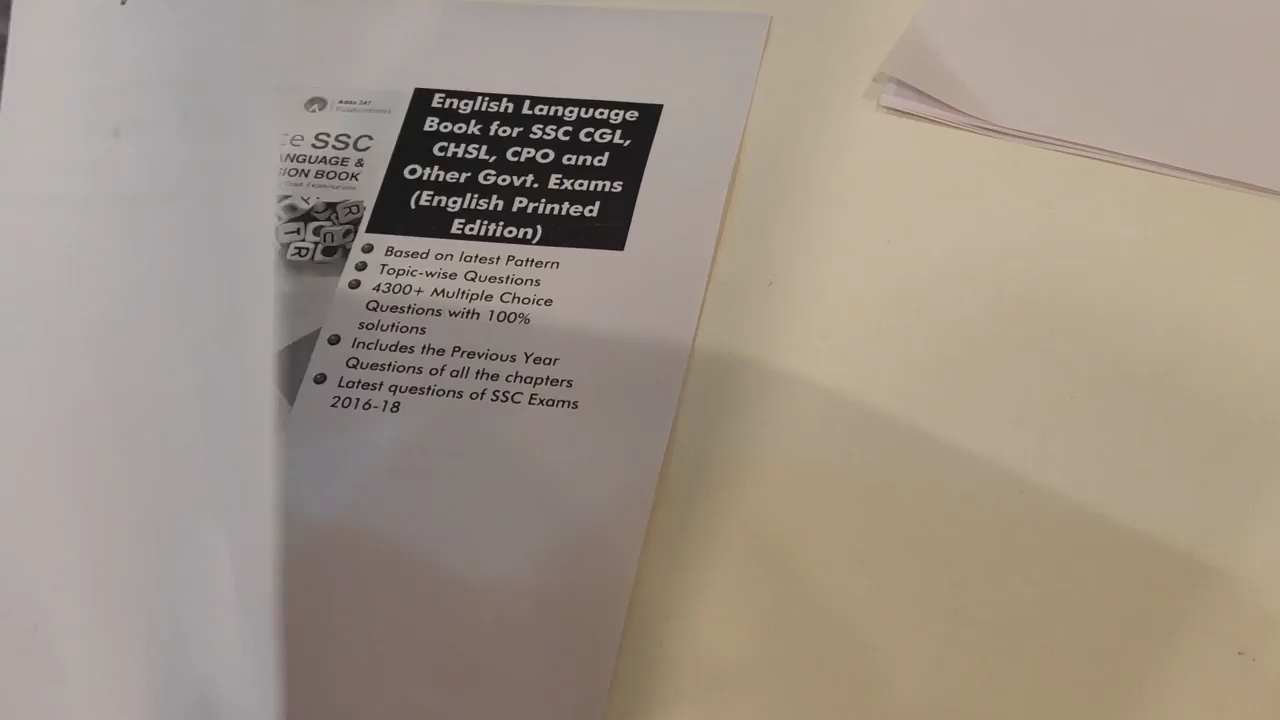 Adda 247
ce SSC
ANGUAGE &
ION BOOK
English Language
Book for SSC CGL,
CHSL, CPO and
Other Govt. Exams
(English Printed
Edition)
Based on latest Pattern
Topic-wise Questions
4300+ Multiple Choice
Questions with 100%
solutions
Includes the Previous Year
Questions of all the chapters
Latest questions of SSC Exams
2016-18